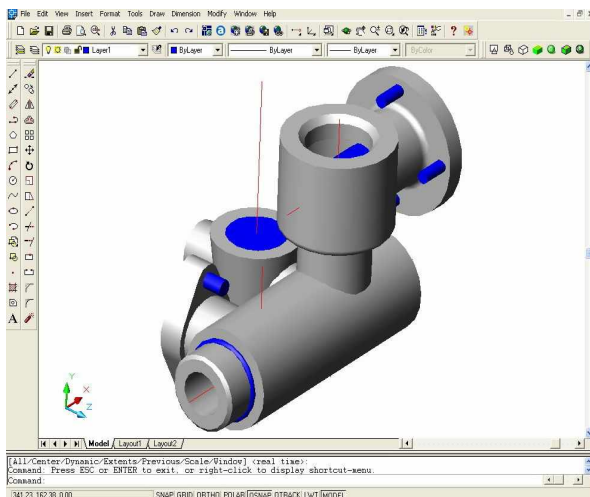 File Edit View Insert Format Tools Draw Dimension Modify Window Help
Layer1 ByLayer ByLayer ByLayer ByColor
Y
X
Z
Model Layout1 Layout2
[All/Center/Dynamic/Extents/Previous/Scale/Window] <real time>:
Command: Press ESC or ENTER to exit, or right-click to display shortcut-menu.
Command:
341.23, 162.38, 0.00 SNAP GRID ORTHO POLAR OSNAP OTRACK LWT MODEL